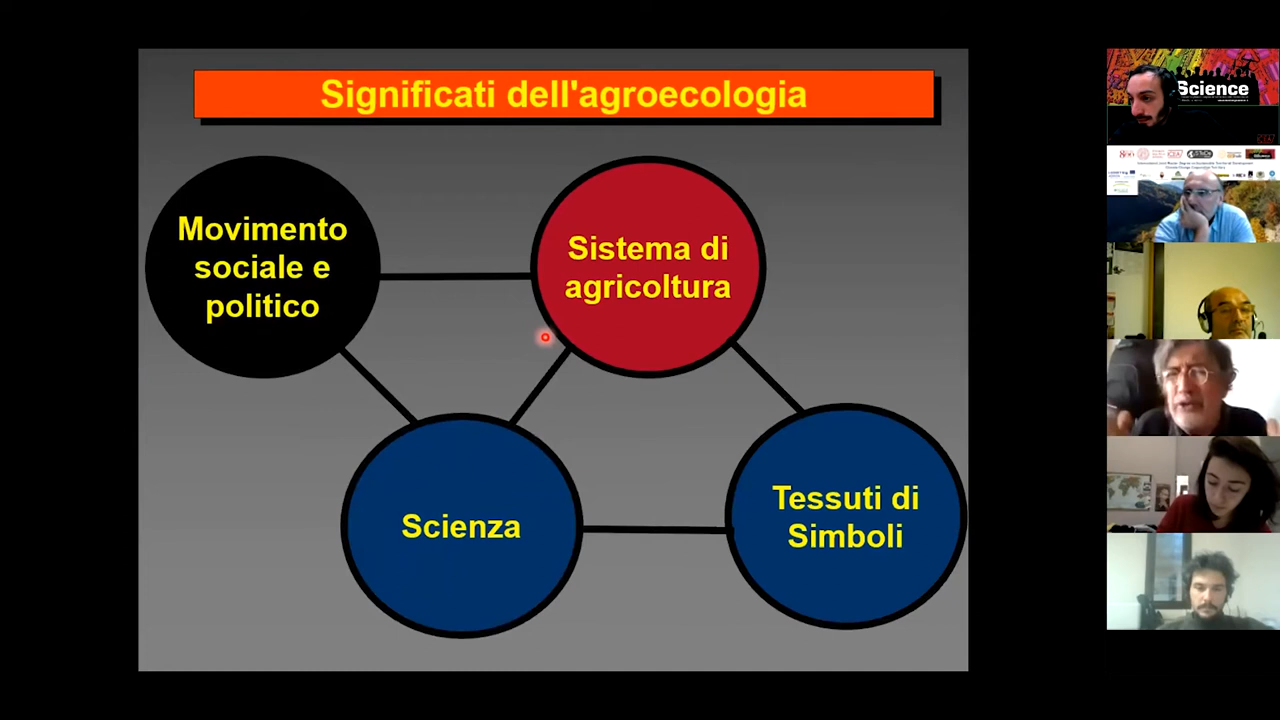 Significati dell'agroecologia
Movimento
sociale e
politico
Sistema di
agricoltura
Scienza
Tessuti di
Simboli
Science